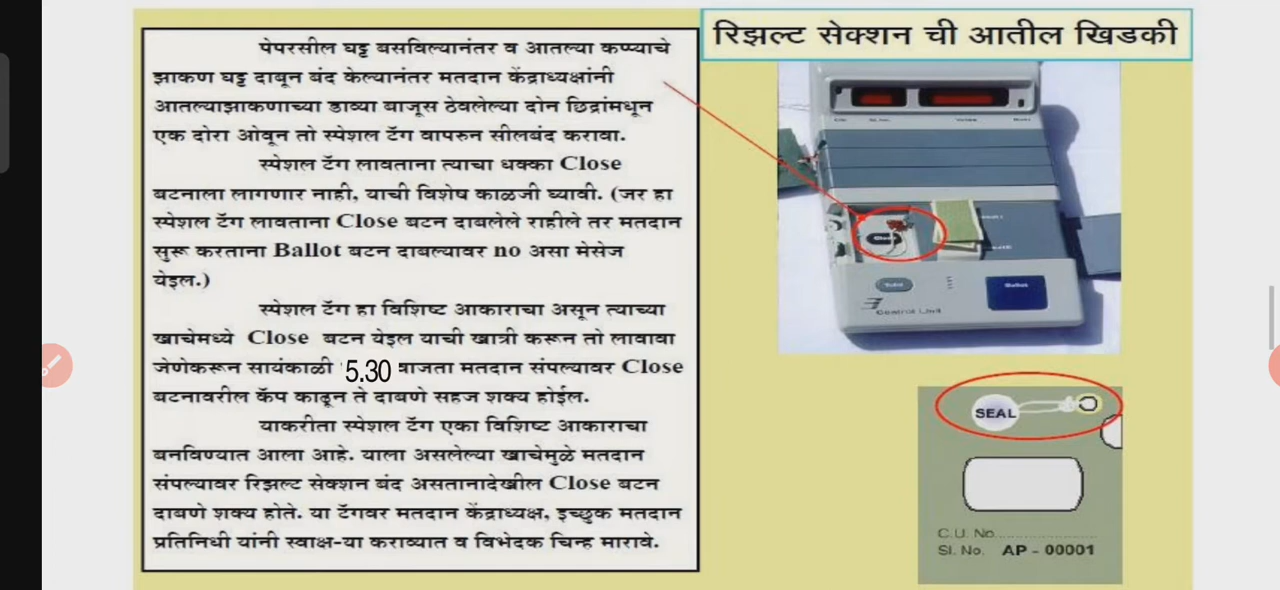 रिझल्ट सेक्शन ची आतील खिडकी
पेपरसील घट्ट बसविल्यानंतर व आतल्या कप्प्याचे
झाकण घट्ट दाबून बंद केल्यानंतर मतदान केंद्राध्यक्षांनी
आतल्याझाकणाच्या डाव्या बाजूस ठेवलेल्या दोन छिद्रांमधून
एक दोरा ओवून तो स्पेशल टॅग वापरुन सीलबंद करावा.
स्पेशल टॅग लावताना त्याचा धक्का Close
बटनाला लागणार नाही, याची विशेष काळजी घ्यावी. (जर हा
स्पेशल टॅग लावताना Close बटन दाबलेले राहीले तर मतदान
सुरू करताना Ballot बटन दाबल्यावर no असा मेसेज
येइल.)
स्पेशल टॅग हा विशिष्ट आकाराचा असून त्याच्या
खाचेमध्ये Close बटन येइल याची खात्री करून तो लावावा
जेणेकरून सायंकाळी 5.30 वाजता मतदान संपल्यावर Close
बटनावरील कॅप काढून ते दाबणे सहज शक्य होईल.
याकरीता स्पेशल टॅग एका विशिष्ट आकाराचा
बनविण्यात आला आहे. याला असलेल्या खाचेमुळे मतदान
संपल्यावर रिझल्ट सेक्शन बंद असतानादेखील Close बटन
दाबणे शक्य होते. या टॅगवर मतदान केंद्राध्यक्ष, इच्छुक मतदान
प्रतिनिधी यांनी स्वाक्ष-या कराव्यात व विभेदक चिन्ह मारावे.
Close
Total
Ballot
Control Unit
SEAL
C.U. No..................
Sl. No. AP - 00001